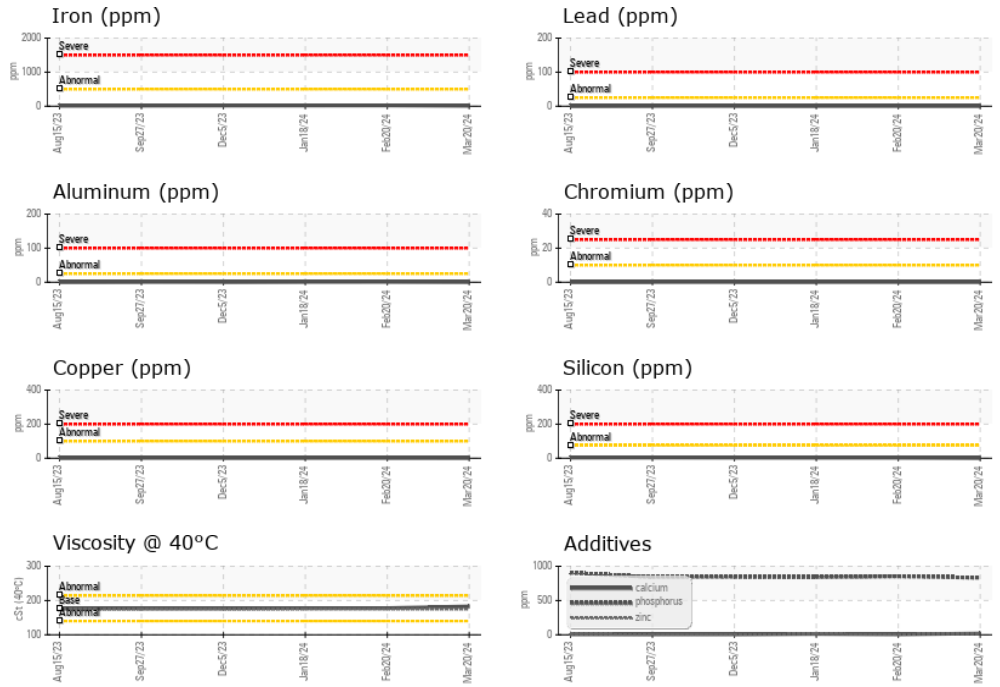 Iron (ppm)
2000
1000
0
ppm
Severe
Abnormal
Aug15/23
Sep27/23
Dec5/23
Jan18/24
Feb20/24
Mar20/24
Lead (ppm)
200
100
0
ppm
Severe
Abnormal
Aug15/23
Sep27/23
Dec5/23
Jan18/24
Feb20/24
Mar20/24
Aluminum (ppm)
200
100
0
ppm
Severe
Abnormal
Aug15/23
Sep27/23
Dec5/23
Jan18/24
Feb20/24
Mar20/24
Chromium (ppm)
40
20
0
ppm
Severe
Abnormal
Aug15/23
Sep27/23
Dec5/23
Jan18/24
Feb20/24
Mar20/24
Copper (ppm)
400
200
0
ppm
Severe
Abnormal
Aug15/23
Sep27/23
Dec5/23
Jan18/24
Feb20/24
Mar20/24
Silicon (ppm)
400
200
0
ppm
Severe
Abnormal
Aug15/23
Sep27/23
Dec5/23
Jan18/24
Feb20/24
Mar20/24
Viscosity @ 40°C
300
200
100
cSt (40°C)
Abnormal
Base
Abnormal
Aug15/23
Sep27/23
Dec5/23
Jan18/24
Feb20/24
Mar20/24
Additives
1000
500
0
ppm
calcium
phosphorus
zinc
Aug15/23
Sep27/23
Dec5/23
Jan18/24
Feb20/24
Mar20/24